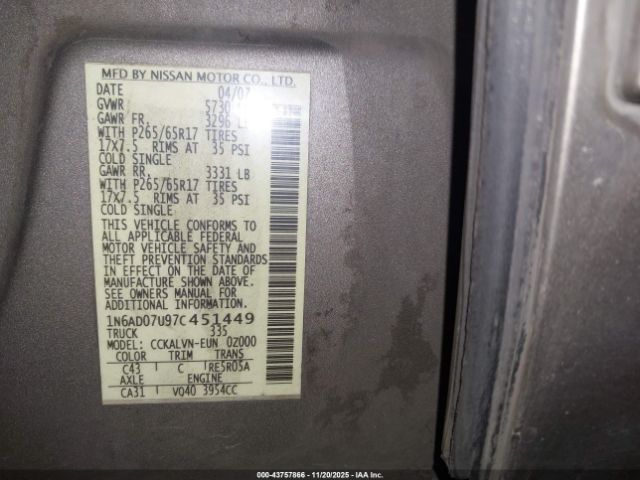 MFD BY NISSAN MOTOR CO., LTD.
DATE 04/07
GVWR 5730
GAWR FR. 3296 L
WITH P265/65R17 TIRES
17X7.5 RIMS AT 35 PSI
COLD SINGLE
GAWR RR. 3331 LB
WITH P265/65R17 TIRES
17X7.5 RIMS AT 35 PSI
COLD SINGLE
THIS VEHICLE CONFORMS TO
ALL APPLICABLE FEDERAL
MOTOR VEHICLE SAFETY AND
THEFT PREVENTION STANDARDS
IN EFFECT ON THE DATE OF
MANUFACTURE SHOWN ABOVE.
SEE OWNERS MANUAL FOR
ADDITIONAL INFORMATION.
1N6AD07U97C451449
TRUCK 335
MODEL: CCKALVN-EUN 0Z000
COLOR TRIM TRANS
C43 C RE5R05A
AXLE ENGINE
CA31 VQ40 3954CC
000-43757866 - 11/20/2025 - IAA Inc.